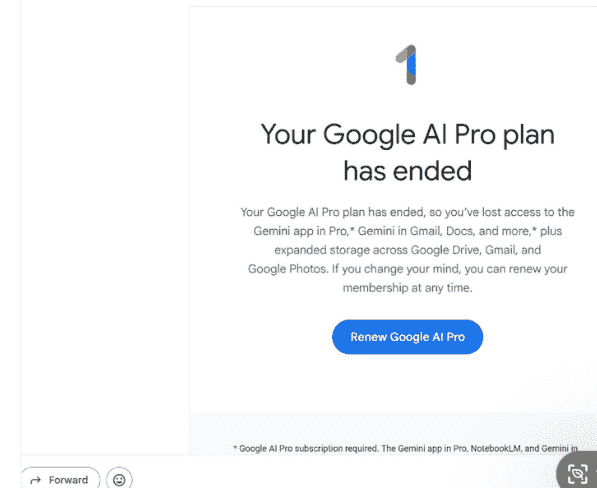 Your Google AI Pro plan
has ended
Your Google AI Pro plan has ended, so you've lost access to the
Gemini app in Pro,* Gemini in Gmail, Docs, and more,* plus
expanded storage across Google Drive, Gmail, and
Google Photos. If you change your mind, you can renew your
membership at any time.
Renew Google AI Pro
* Google AI Pro subscription required. The Gemini app in Pro, NotebookLM, and Gemini in
Forward